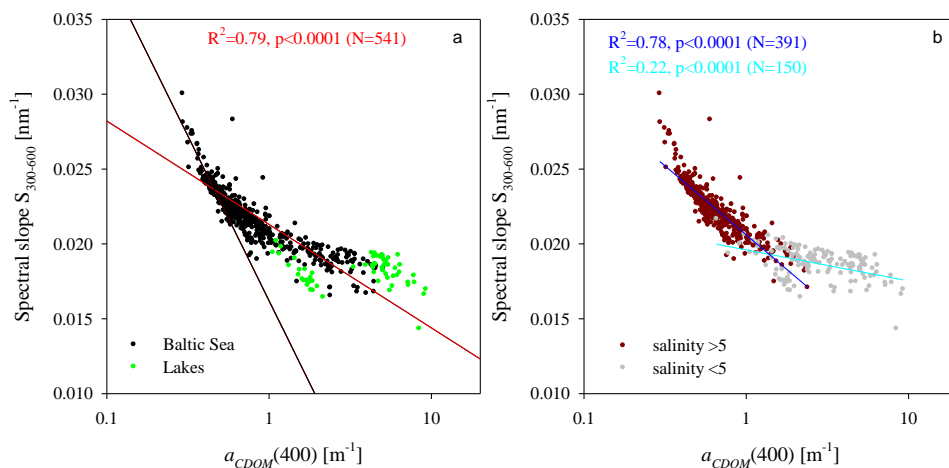 R²=0.79, p<0.0001 (N=541)
a
Spectral slope S300-600 [nm-1]
0.035
0.030
0.025
0.020
0.015
0.010
Baltic Sea
Lakes
0.1
1
10
aCDOM(400) [m-1]
R²=0.78, p<0.0001 (N=391)
R²=0.22, p<0.0001 (N=150)
b
Spectral slope S300-600 [nm-1]
0.035
0.030
0.025
0.020
0.015
0.010
salinity >5
salinity <5
0.1
1
10
aCDOM(400) [m-1]